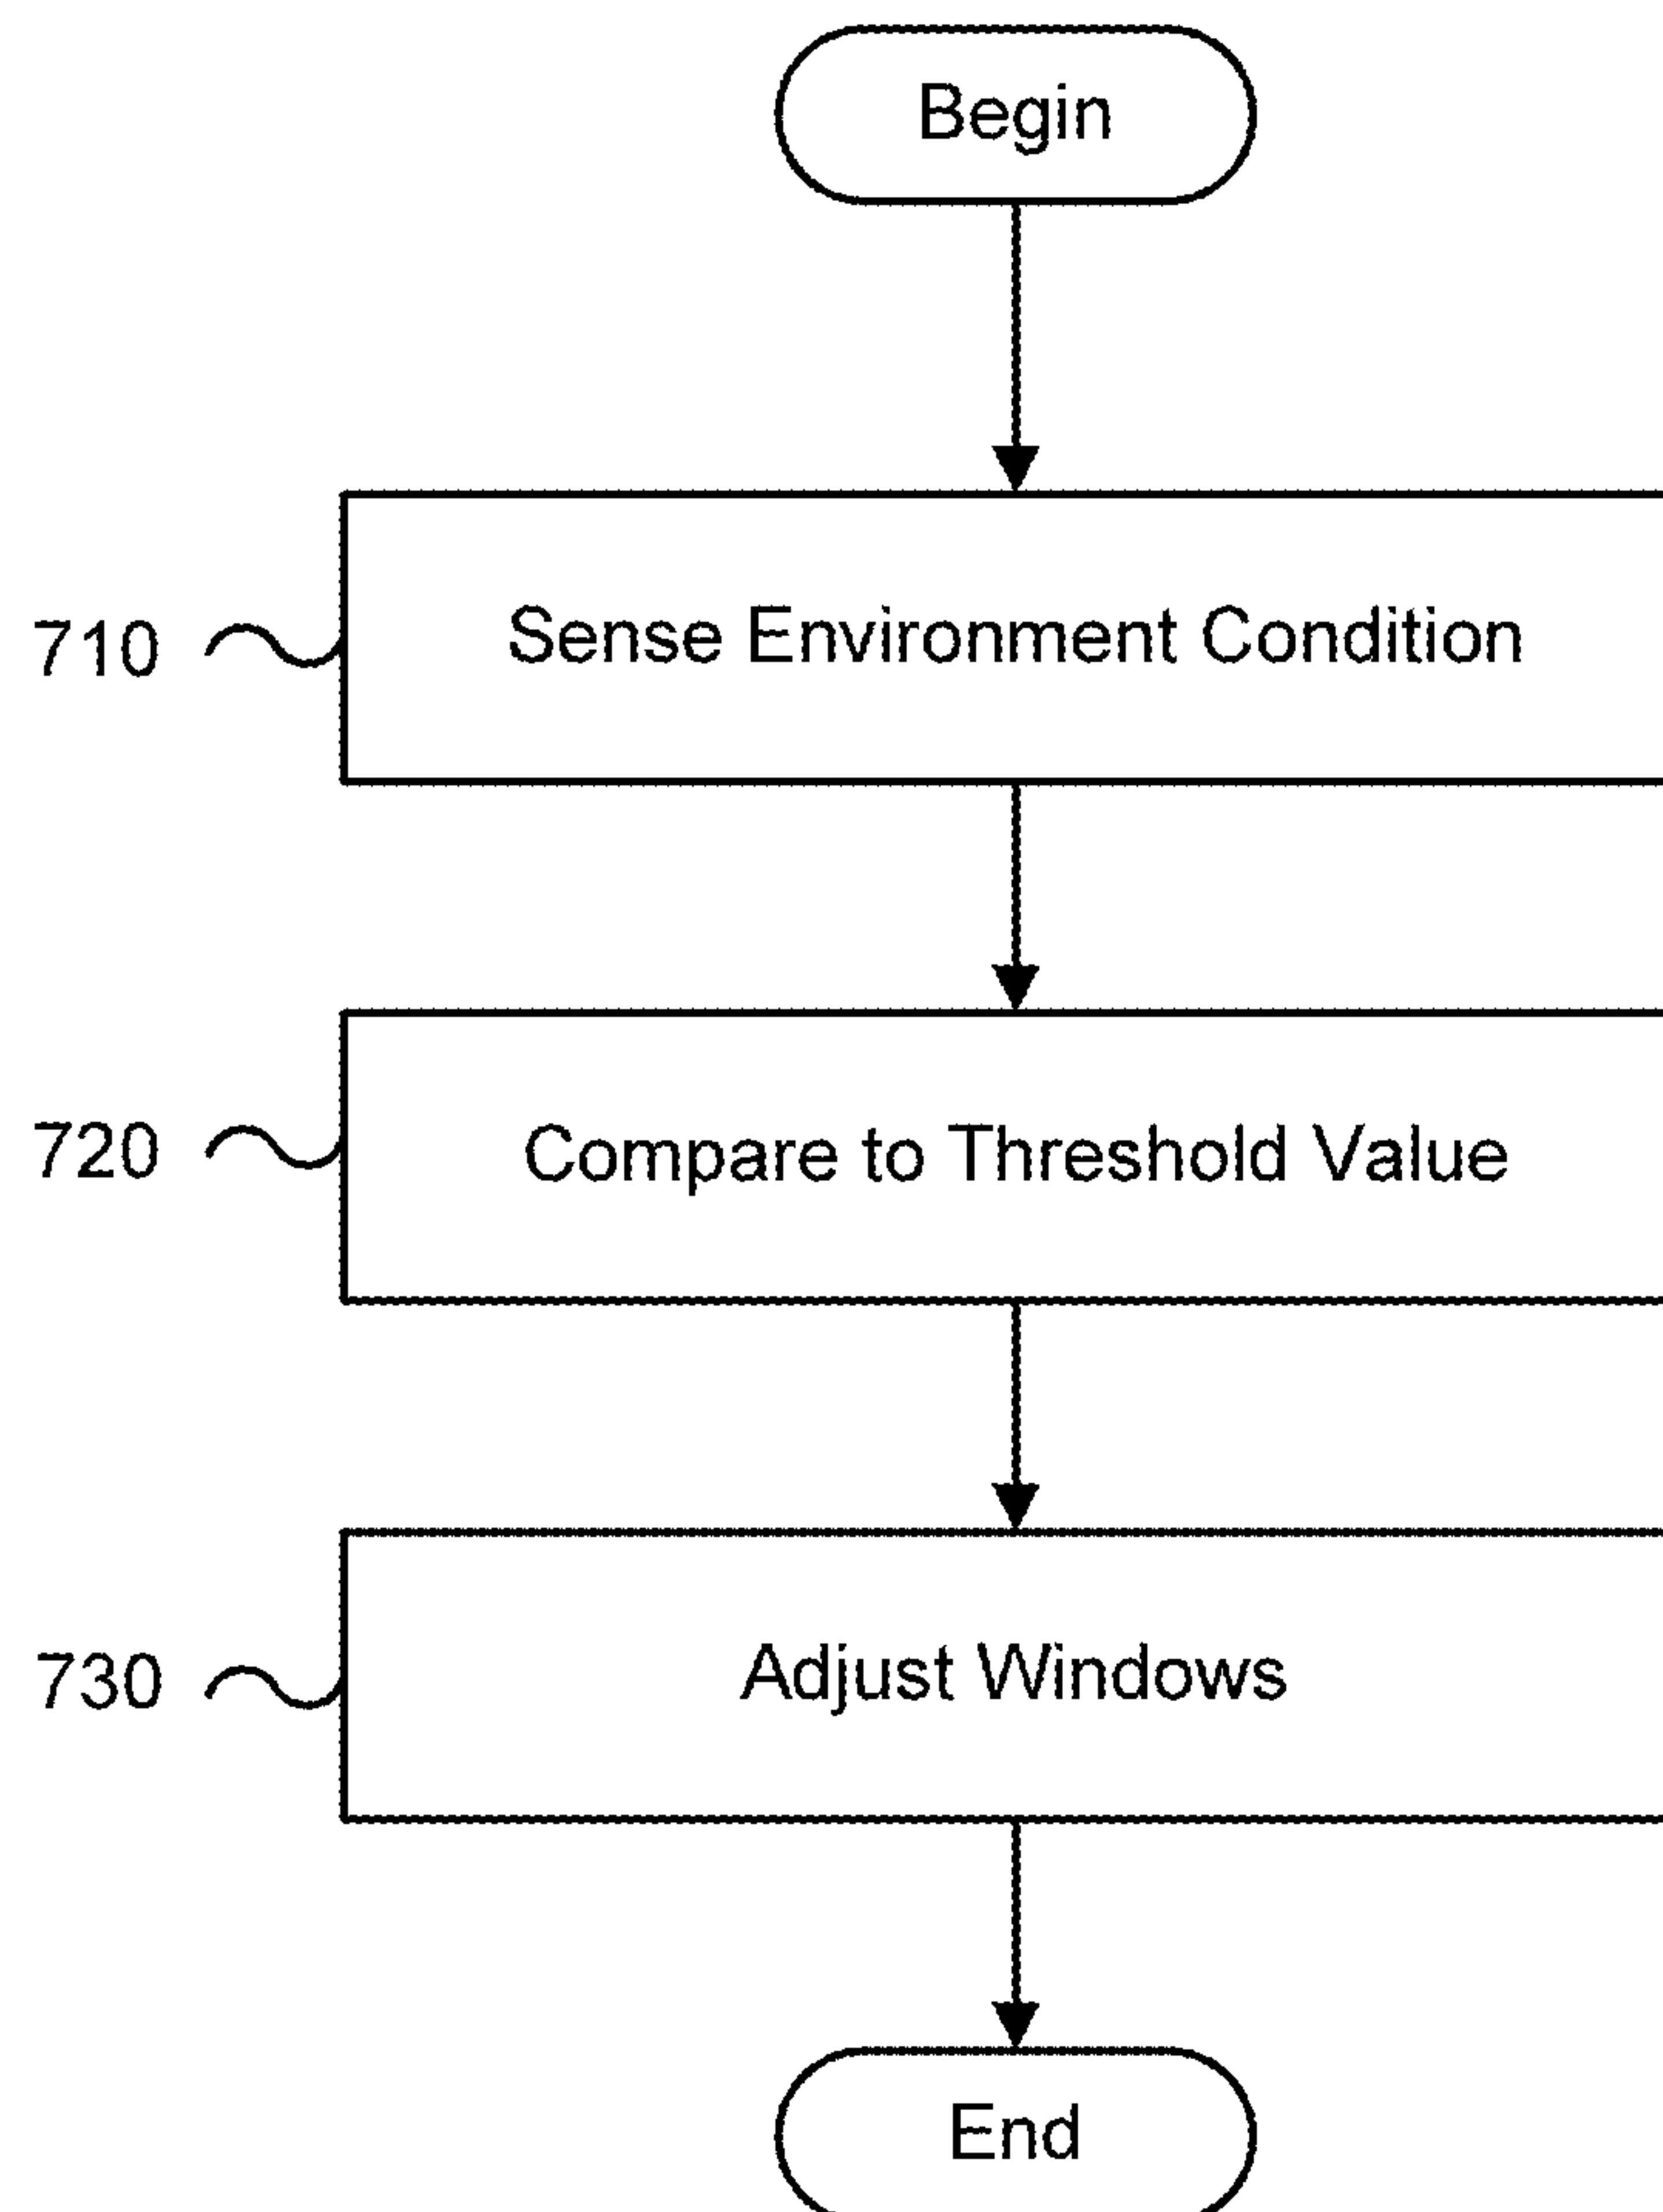 Begin
710
Sense Environment Condition
720
Compare to Threshold Value
730
Adjust Windows
End